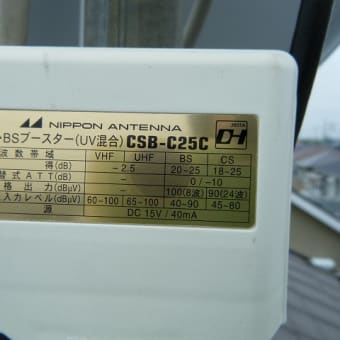 NIPPON ANTENNA
JEITA
DH
・BSブースター(UV混合) CSB-C25C
波数帯域 VHF UHF BS CS
得(dB) －2.5 20-25 18-25
替式ATT(dB) － 0/-10
格出力(dBμV) － 100(8波) 90(24波)
入力レベル(dBμV) 60-100 65-100 40-90 45-80
源 DC 15V / 40mA